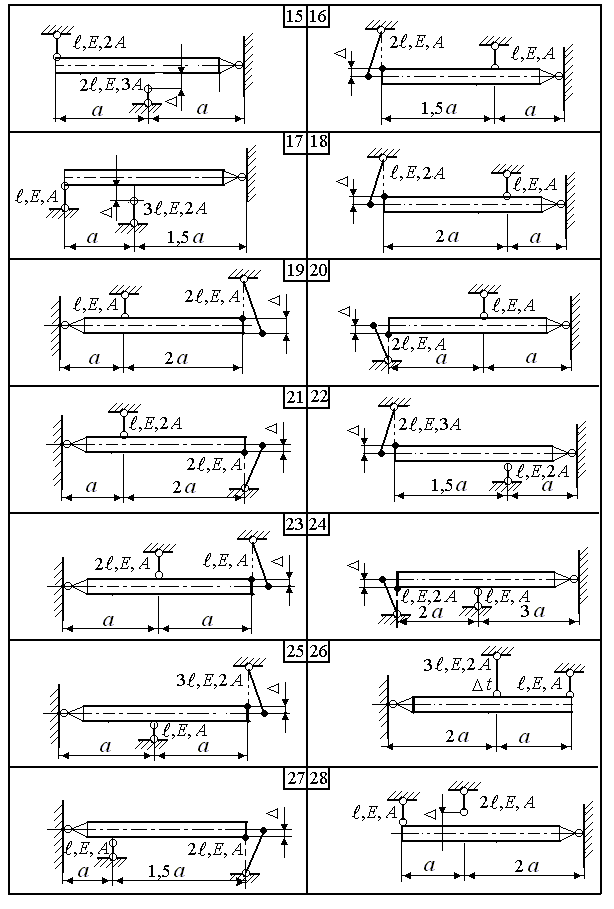 15 16
ℓ,E,2A
2ℓ,E,3A
Δ
a a
2ℓ,E,A
ℓ,E,A
Δ
1,5a a
17 18
ℓ,E,A
3ℓ,E,2A
Δ
a 1,5a
ℓ,E,2A
ℓ,E,A
Δ
2a a
19 20
ℓ,E,A
2ℓ,E,A
Δ
a 2a
ℓ,E,A
2ℓ,E,A
Δ
a a
21 22
ℓ,E,2A
2ℓ,E,A
Δ
a 2a
2ℓ,E,3A
ℓ,E,2A
Δ
1,5a a
23 24
2ℓ,E,A
ℓ,E,A
Δ
a a
ℓ,E,2A
ℓ,E,A
Δ
2a 3a
25 26
3ℓ,E,2A
ℓ,E,A
Δ
a a
3ℓ,E,2A
Δt
ℓ,E,A
2a a
27 28
ℓ,E,A
2ℓ,E,A
Δ
a 1,5a
ℓ,E,A
2ℓ,E,A
Δ
a 2a